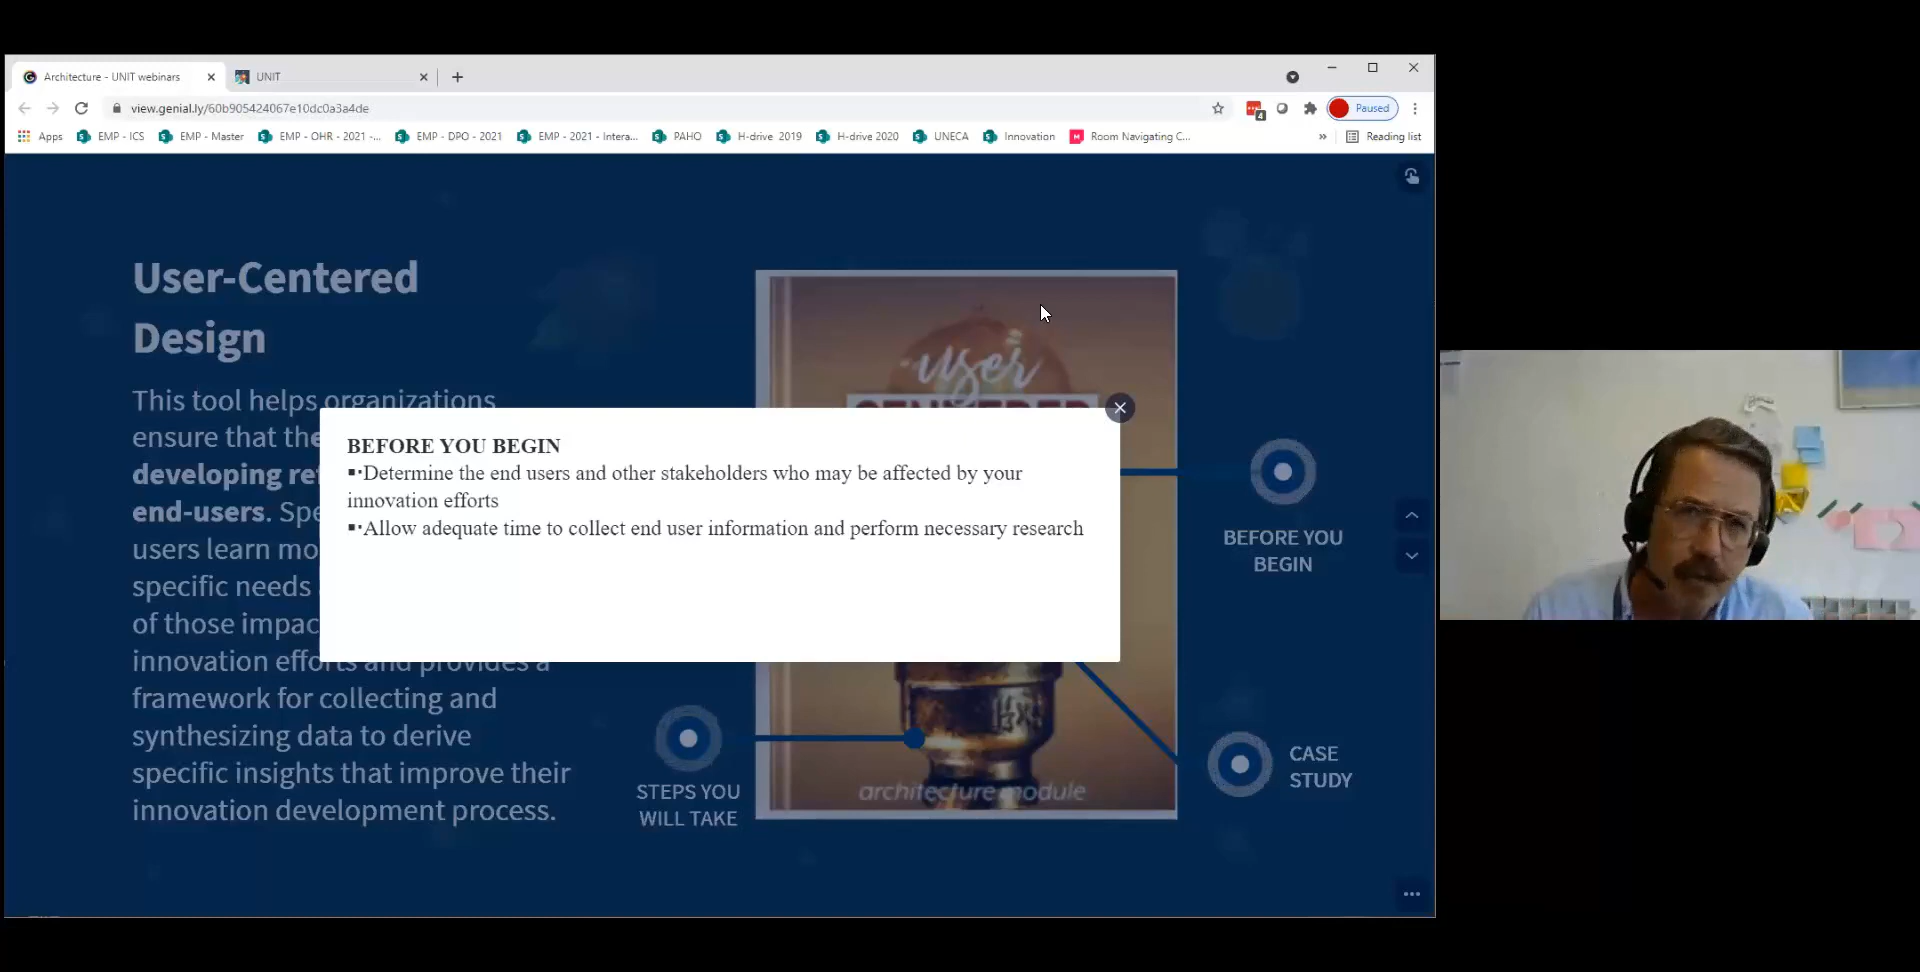 Architecture - UNIT webinars
UNIT
view.genial.ly/60b905424067e10dc0a3a4de
4
Paused
Apps
EMP - ICS
EMP - Master
EMP - OHR - 2021 -...
EMP - DPO - 2021
EMP - 2021 - Intera...
PAHO
H-drive 2019
H-drive 2020
UNECA
Innovation
Room Navigating C...
»
Reading list
User-Centered
Design
This tool helps organizations
ensure that the
developing
end-users. Spe
users learn mo
specific needs
of those impac
innovation efforts and provides a
framework for collecting and
synthesizing data to derive
specific insights that improve their
innovation development process.
user
CENTERED
architecture module
BEFORE YOU BEGIN
▪·Determine the end users and other stakeholders who may be affected by your
innovation efforts
▪·Allow adequate time to collect end user information and perform necessary research
BEFORE YOU
BEGIN
STEPS YOU
WILL TAKE
CASE
STUDY